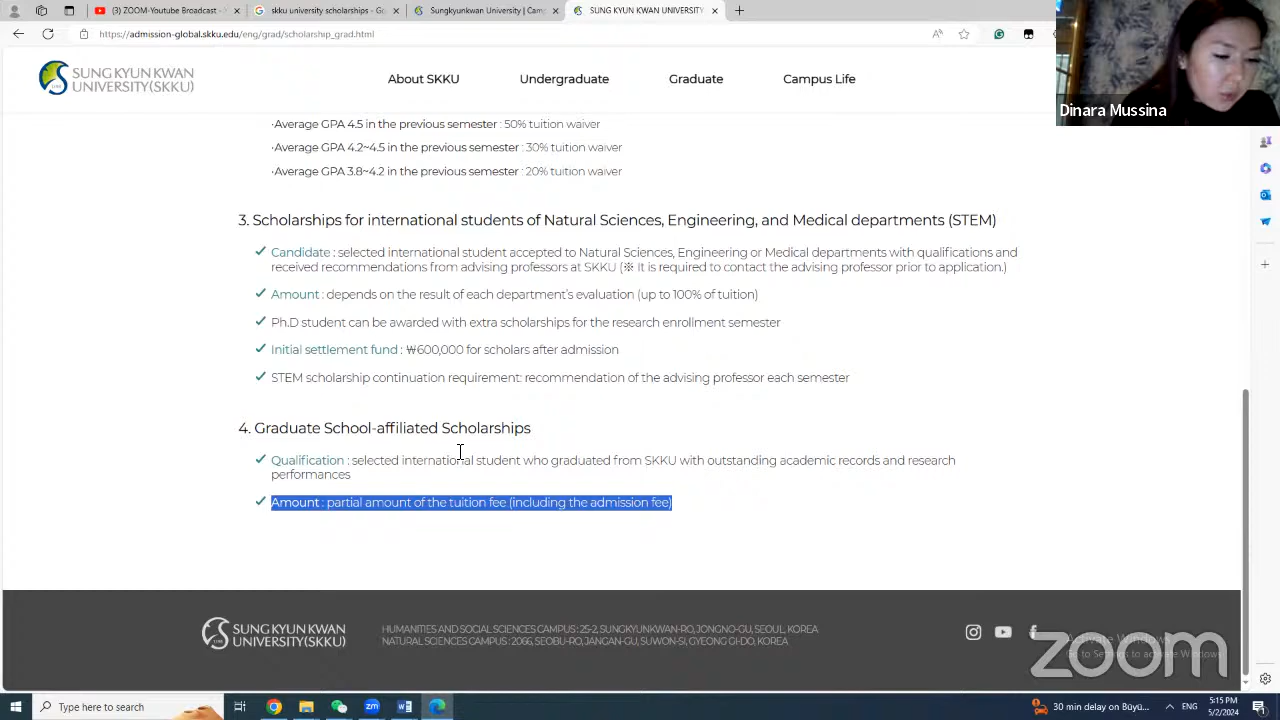 (2) ZOOM-Youtube Broadcast -
skku university scholarships - Go
Sungkyunkwan University | Cam
SUNG KYUN KWAN UNIVERSITY
https://admission-global.skku.edu/eng/scholarship_grad.html
SUNG KYUN KWAN
UNIVERSITY(SKKU)
About SKKU
Undergraduate
Graduate
Campus Life
Dinara Mussina
·Average GPA 4.5 in the previous semester : 50% tuition waiver
·Average GPA 4.2~4.5 in the previous semester : 30% tuition waiver
·Average GPA 3.8~4.2 in the previous semester : 20% tuition waiver
3. Scholarships for international students of Natural Sciences, Engineering, and Medical departments (STEM)
Candidate : selected international student accepted to Natural Sciences, Engineering or Medical departments with qualifications and
received recommendations from advising professors at SKKU (※ It is required to contact the advising professor prior to application.)
Amount : depends on the result of each department's evaluation (up to 100% of tuition)
Ph.D student can be awarded with extra scholarships for the research enrollment semester
Initial settlement fund : ₩600,000 for scholars after admission
STEM scholarship continuation requirement: recommendation of the advising professor each semester
4. Graduate School-affiliated Scholarships
Qualification : selected international student who graduated from SKKU with outstanding academic records and research
performances
Amount : partial amount of the tuition fee (including the admission fee)
SUNG KYUN KWAN
UNIVERSITY(SKKU)
HUMANITIES AND SOCIAL SCIENCES CAMPUS : 25-2, SUNGKYUNKWAN-RO, JONGNO-GU, SEOUL, KOREA
NATURAL SCIENCES CAMPUS : 2066, SEOBU-RO, JANGAN-GU, SUWON-SI, GYEONG GI-DO, KOREA
Activate Windows
Go to Settings to activate Windows.
zoom
Type here to search
30 min delay on Büyü...
ENG
5:15 PM
5/2/2024